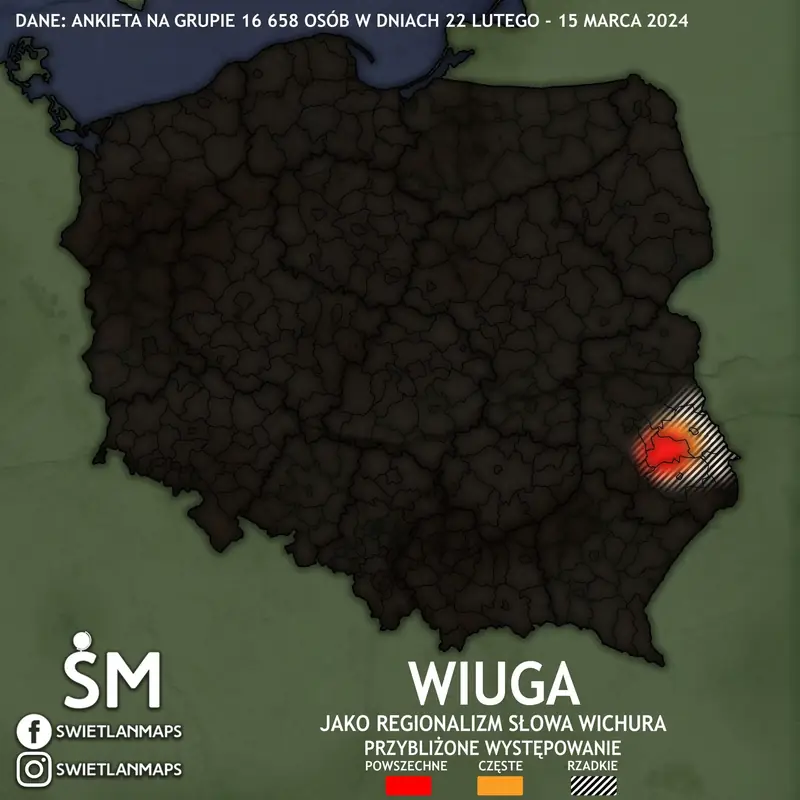 DANE: ANKIETA NA GRUPIE 16 658 OSÓB W DNIACH 22 LUTEGO - 15 MARCA 2024
ŚM
SWIETLANMAPS
SWIETLANMAPS
WIUGA
JAKO REGIONALIZM SŁOWA WICHURA
PRZYBLIŻONE WYSTĘPOWANIE
POWSZECHNE CZĘSTE RZADKIE